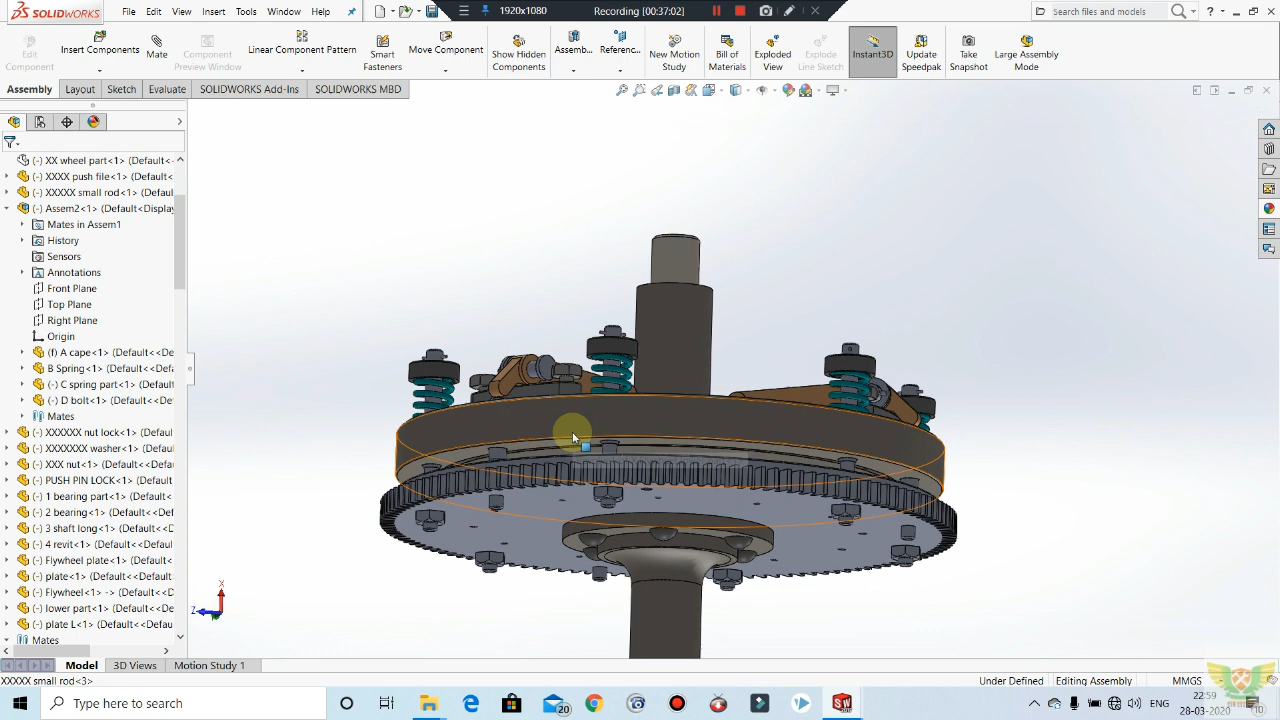 SOLIDWORKS
File Edit View Insert Tools Window Help
1920x1080 Recording [00:37:02]
search files and models
Edit Component
Insert Components
Mate
Component Preview Window
Linear Component Pattern
Smart Fasteners
Move Component
Show Hidden Components
Assemb...
Referenc...
New Motion Study
Bill of Materials
Exploded View
Explode Line Sketch
Instant3D
Update Speedpak
Take Snapshot
Large Assembly Mode
Assembly Layout Sketch Evaluate SOLIDWORKS Add-Ins SOLIDWORKS MBD
(-) XX wheel part<1> (Default<
(-) XXXX push file<1> (Default<
(-) XXXXX small rod<1> (Default
(-) Assem2<1> (Default<Display
Mates in Assem1
History
Sensors
Annotations
Front Plane
Top Plane
Right Plane
Origin
(f) A cape<1> (Default<<De
B Spring<1> (Default<<De
(-) C spring part<1> (Defau
(-) D bolt<1> (Default<<De
Mates
(-) XXXXXX nut lock<1> (Default
(-) XXXXXXX washer<1> (Defau
(-) XXX nut<1> (Default<<Defau
(-) PUSH PIN LOCK<1> (Default
(-) 1 bearing part<1> (Default<
(-) 2 bearing<1> (Default<<Def
(-) 3 shaft long<1> (Default<<D
(-) 4 revit<1> (Default<<Defaul
(-) Flywheel plate<1> (Default<
(-) plate<1> (Default<<Default>
(-) Flywheel<1> -> (Default<<D
(-) lower part<1> (Default<<De
(-) plate L<1> (Default<<Defaul
Mates
X
Z
Model 3D Views Motion Study 1
XXXXX small rod<3>
Under Defined Editing Assembly MMGS
Type here to search
20
22:59
28-03-2020
10